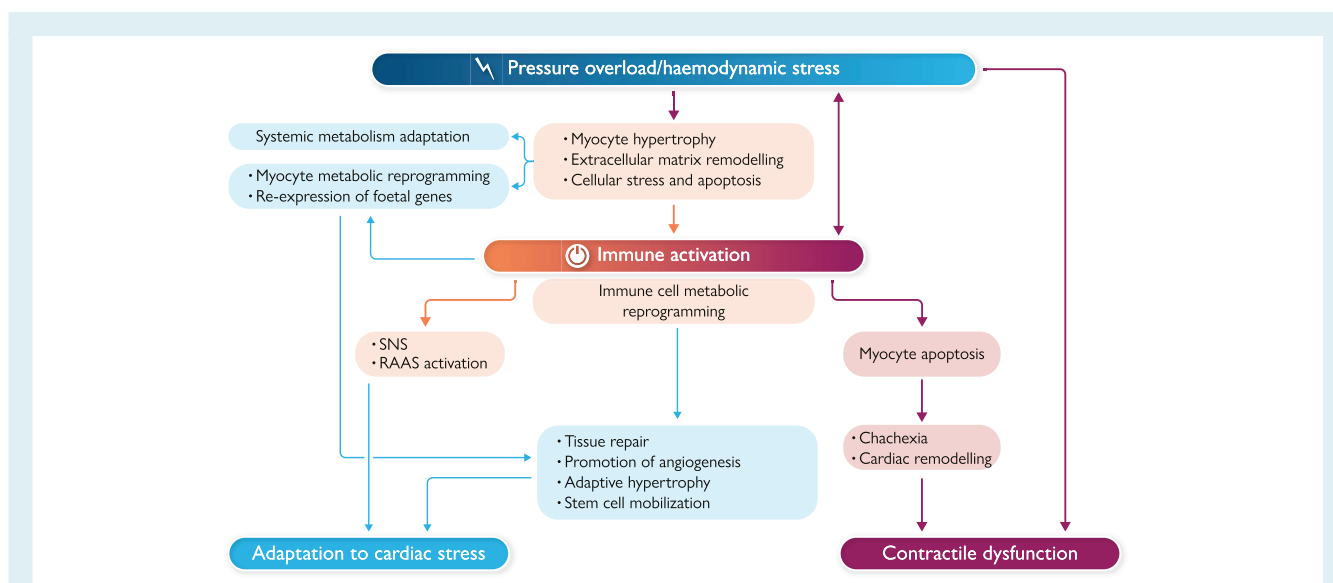 Pressure overload/haemodynamic stress
Systemic metabolism adaptation
· Myocyte metabolic reprogramming
· Re-expression of foetal genes
· Myocyte hypertrophy
· Extracellular matrix remodelling
· Cellular stress and apoptosis
Immune activation
Immune cell metabolic
reprogramming
· SNS
· RAAS activation
Myocyte apoptosis
· Tissue repair
· Promotion of angiogenesis
· Adaptive hypertrophy
· Stem cell mobilization
· Chachexia
· Cardiac remodelling
Adaptation to cardiac stress
Contractile dysfunction